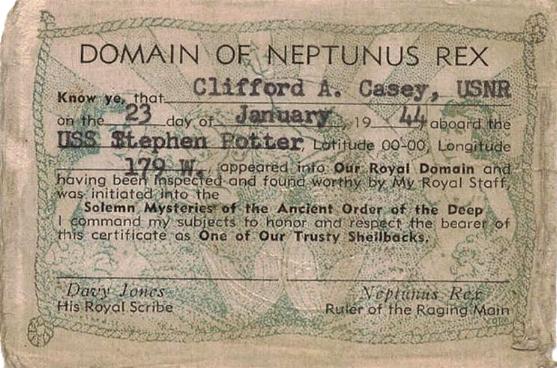 DOMAIN OF NEPTUNUS REX
Know ye, that Clifford A. Casey, USNR
on the 23 day of January, 19 44 aboard the
USS Stephen Potter, Latitude 00-00, Longitude
179 W. appeared into Our Royal Domain and
having been inspected and found worthy by My Royal Staff,
was initiated into the
Solemn Mysteries of the Ancient Order of the Deep
I command my subjects to honor and respect the bearer of
this certificate as One of Our Trusty Shellbacks.
Davy Jones Neptunus Rex
His Royal Scribe Ruler of the Raging Main